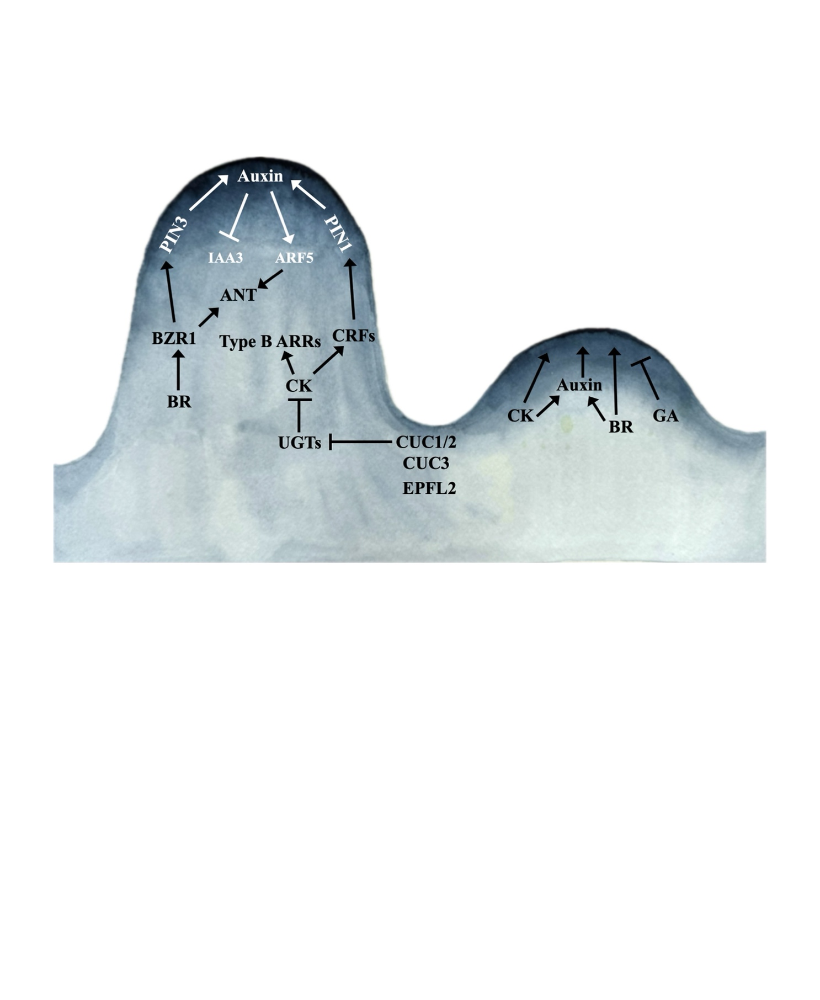 Auxin
PIN3
PIN1
IAA3
ARF5
ANT
BZR1
Type B ARRs
CRFs
CK
BR
UGTs
CUC1/2
CUC3
EPFL2
Auxin
CK
BR
GA